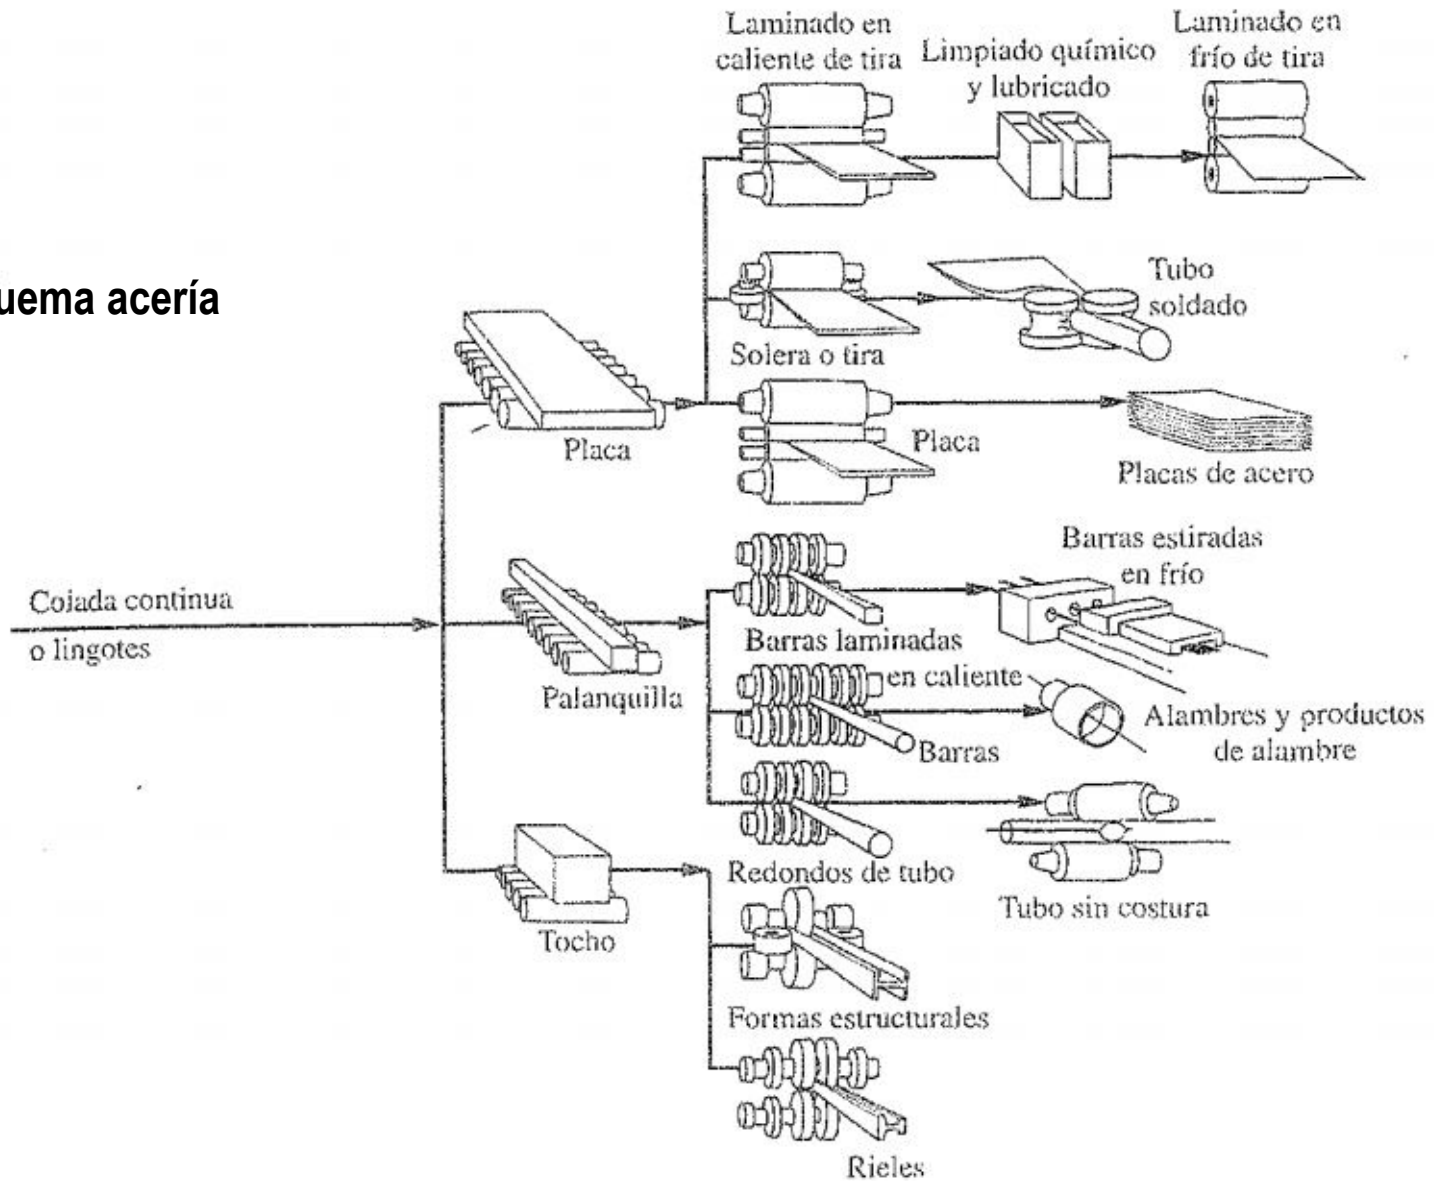 Laminado en
caliente de tira
Limpiado químico
y lubricado
Laminado en
frío de tira
uema acería
Tubo
soldado
Solera o tira
Placa
Placa
Placas de acero
Barras estiradas
en frío
Colada continua
o lingotes
Palanquilla
Barras laminadas
en caliente
Alambres y productos
de alambre
Barras
Redondos de tubo
Tubo sin costura
Tocho
Formas estructurales
Rieles